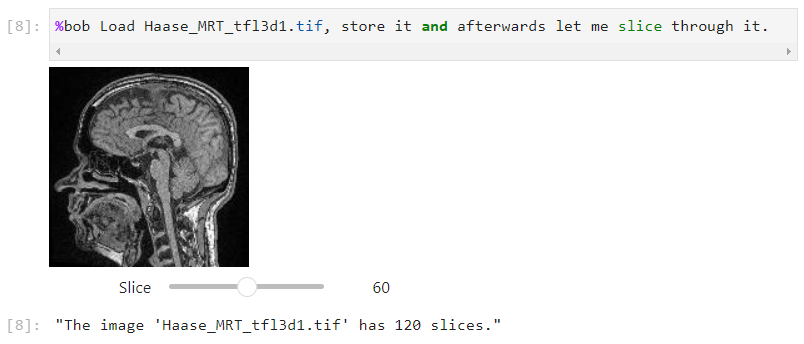 [8]: %bob Load Haase_MRT_tfl3d1.tif, store it and afterwards let me slice through it.
Slice 60
[8]: "The image 'Haase_MRT_tfl3d1.tif' has 120 slices."